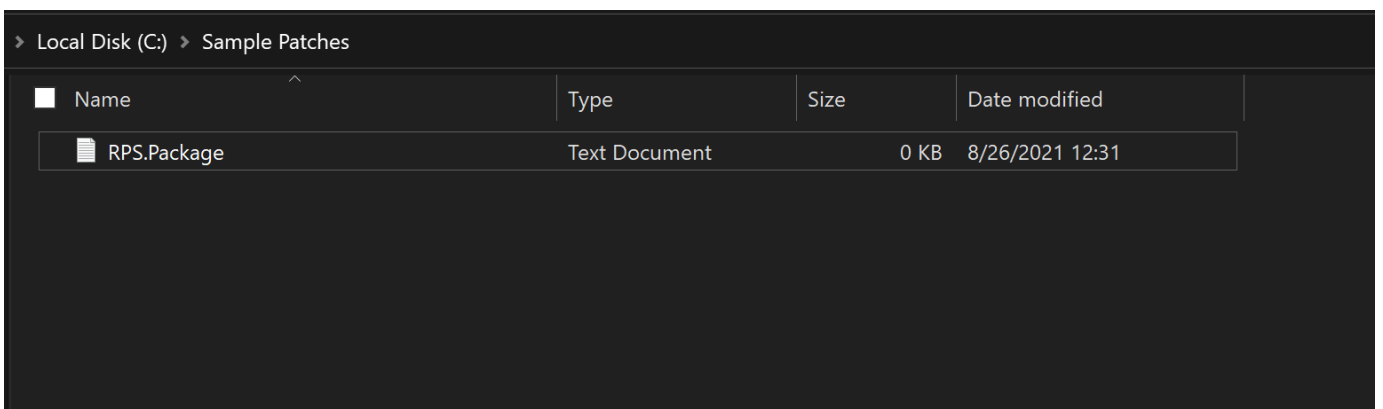 Local Disk (C:) Sample Patches
Name Type Size Date modified
RPS.Package Text Document 0 KB 8/26/2021 12:31